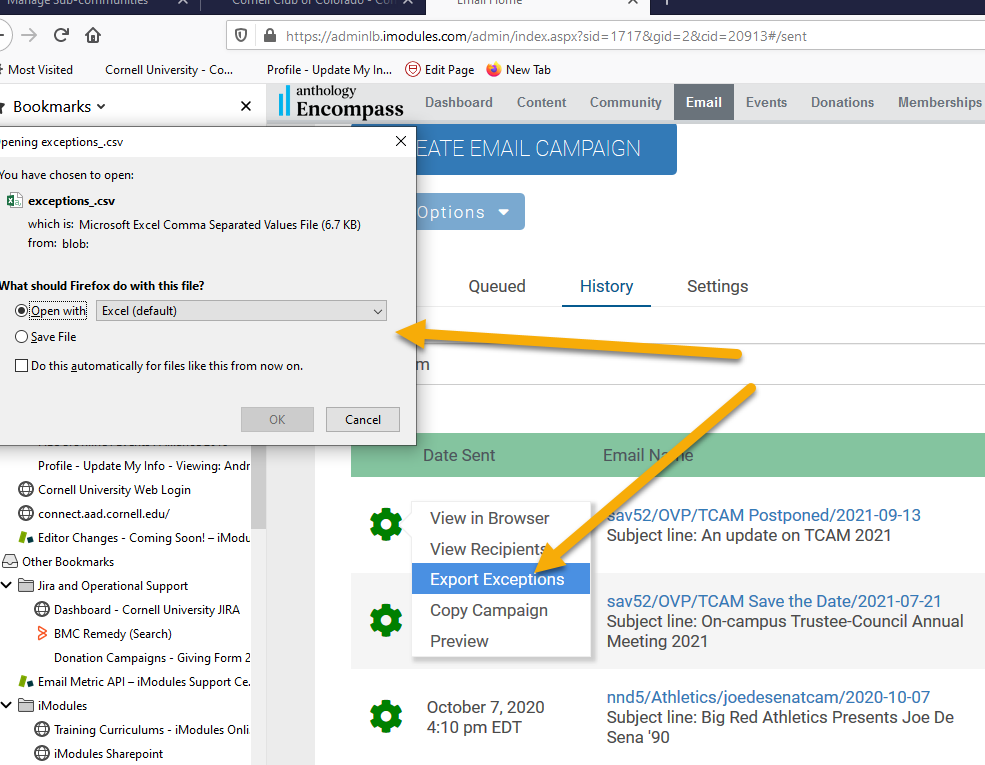 Manage Sub-communities
Cornell Club of Colorado - Cor
Email Home
https://adminlb.imodules.com/admin/index.aspx?sid=1717&gid=2&cid=20913#/sent
Most Visited
Cornell University - Co...
Profile - Update My In...
Edit Page
New Tab
Bookmarks
anthology
Encompass
Dashboard
Content
Community
Email
Events
Donations
Memberships
EATE EMAIL CAMPAIGN
Options
Queued
History
Settings
m
pening exceptions_.csv
You have chosen to open:
exceptions_.csv
which is: Microsoft Excel Comma Separated Values File (6.7 KB)
from: blob:
What should Firefox do with this file?
Open with
Excel (default)
Save File
Do this automatically for files like this from now on.
OK
Cancel
Profile - Update My Info - Viewing: Andr
Cornell University Web Login
connect.aad.cornell.edu/
Editor Changes - Coming Soon! – iModu
Other Bookmarks
Jira and Operational Support
Dashboard - Cornell University JIRA
BMC Remedy (Search)
Donation Campaigns - Giving Form 2
Email Metric API – iModules Support Ce.
iModules
Training Curriculums - iModules Onli
iModules Sharepoint
Date Sent
Email Name
View in Browser
View Recipients
Export Exceptions
Copy Campaign
Preview
sav52/OVP/TCAM Postponed/2021-09-13
Subject line: An update on TCAM 2021
sav52/OVP/TCAM Save the Date/2021-07-21
Subject line: On-campus Trustee-Council Annual
Meeting 2021
October 7, 2020
4:10 pm EDT
nnd5/Athletics/joedesenatcam/2020-10-07
Subject line: Big Red Athletics Presents Joe De
Sena '90